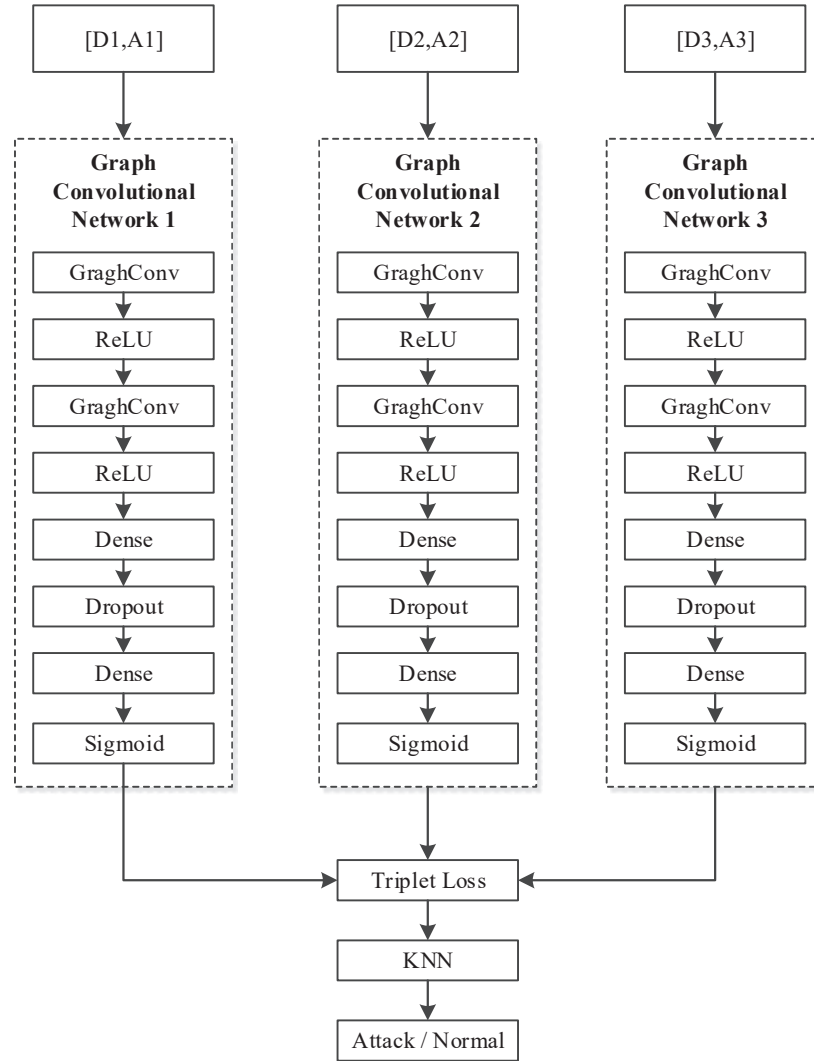 [D1,A1]
[D2,A2]
[D3,A3]
Graph
Convolutional
Network 1
GraghConv
ReLU
GraghConv
ReLU
Dense
Dropout
Dense
Sigmoid
Graph
Convolutional
Network 2
GraghConv
ReLU
GraghConv
ReLU
Dense
Dropout
Dense
Sigmoid
Graph
Convolutional
Network 3
GraghConv
ReLU
GraghConv
ReLU
Dense
Dropout
Dense
Sigmoid
Triplet Loss
KNN
Attack / Normal